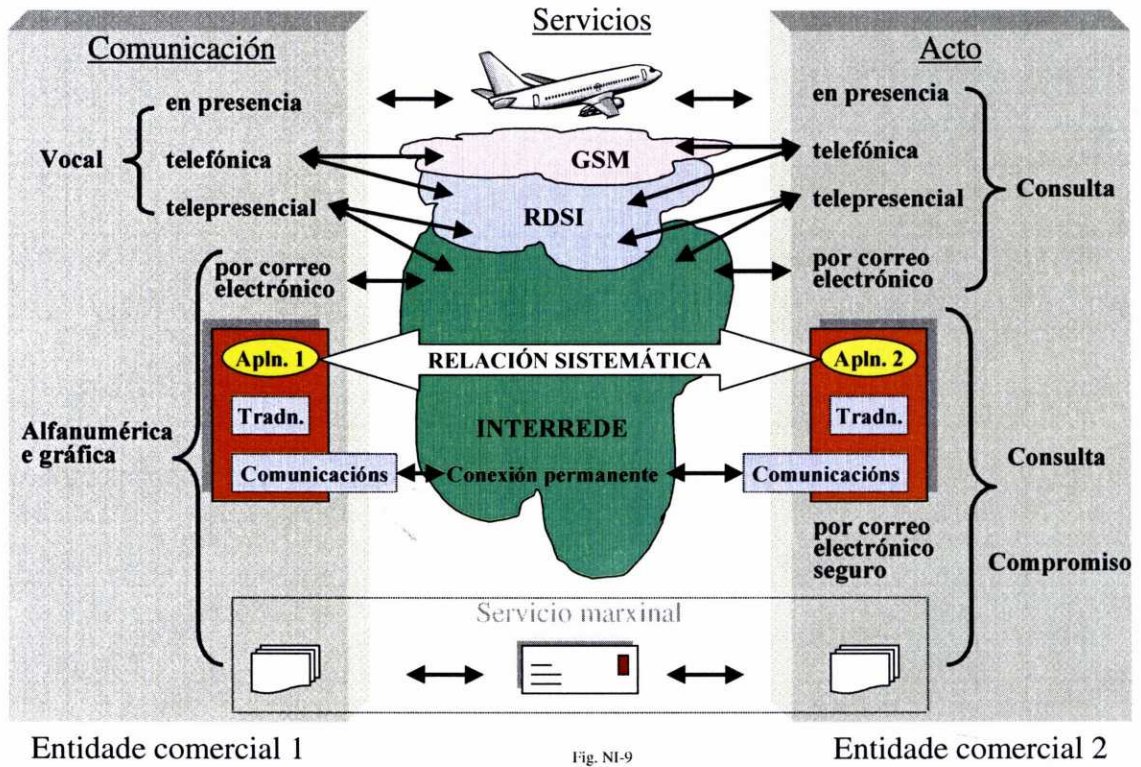 Servicios
Comunicación
Acto
en presencia
en presencia
Vocal
telefónica
GSM
telefónica
Consulta
telepresencial
RDSI
telepresencial
por correo
electrónico
por correo
electrónico
Apln. 1
RELACIÓN SISTEMÁTICA
Apln. 2
Tradn.
Tradn.
Alfanumérica
e gráfica
INTERREDE
Consulta
Comunicacións
Conexión permanente
Comunicacións
por correo
electrónico
seguro
Compromiso
Servicio marxinal
Entidade comercial 1
Fig. NI-9
Entidade comercial 2